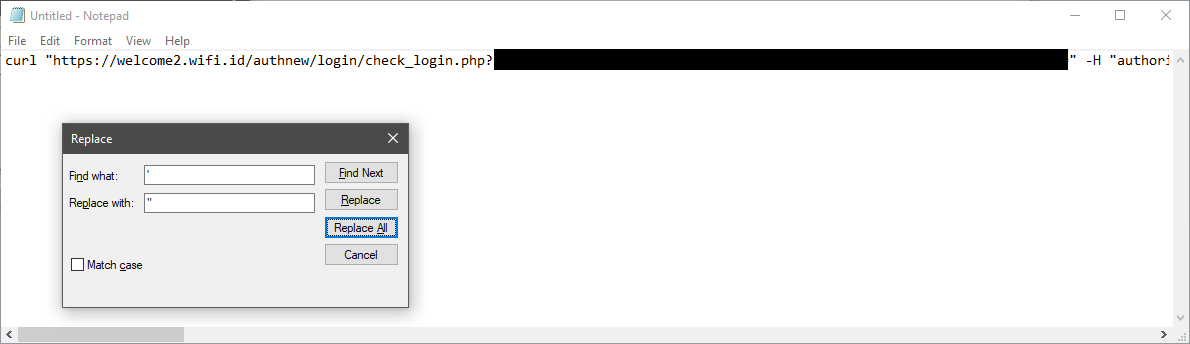 Untitled - Notepad
File Edit Format View Help
curl "https://welcome2.wifi.id/authnew/login/check_login.php? " -H "authori
Replace
Find what: '
Find Next
Replace with: "
Replace
Replace All
Cancel
Match case